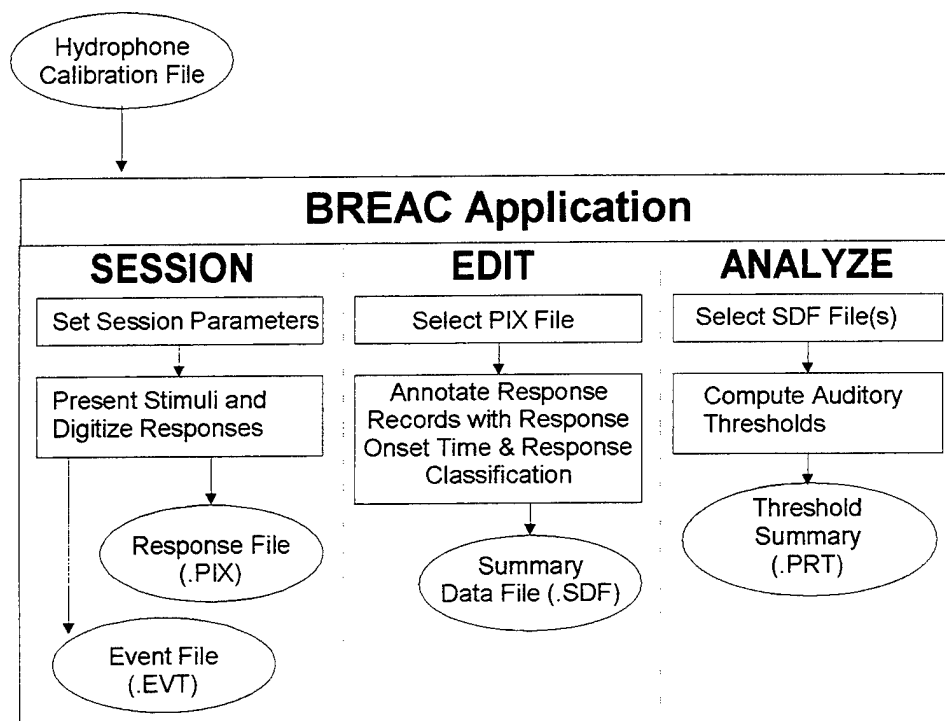 Hydrophone
Calibration File
BREAC Application
SESSION
Set Session Parameters
Present Stimuli and
Digitize Responses
Response File
(.PIX)
Event File
(.EVT)
EDIT
Select PIX File
Annotate Response
Records with Response
Onset Time & Response
Classification
Summary
Data File (.SDF)
ANALYZE
Select SDF File(s)
Compute Auditory
Thresholds
Threshold
Summary
(.PRT)